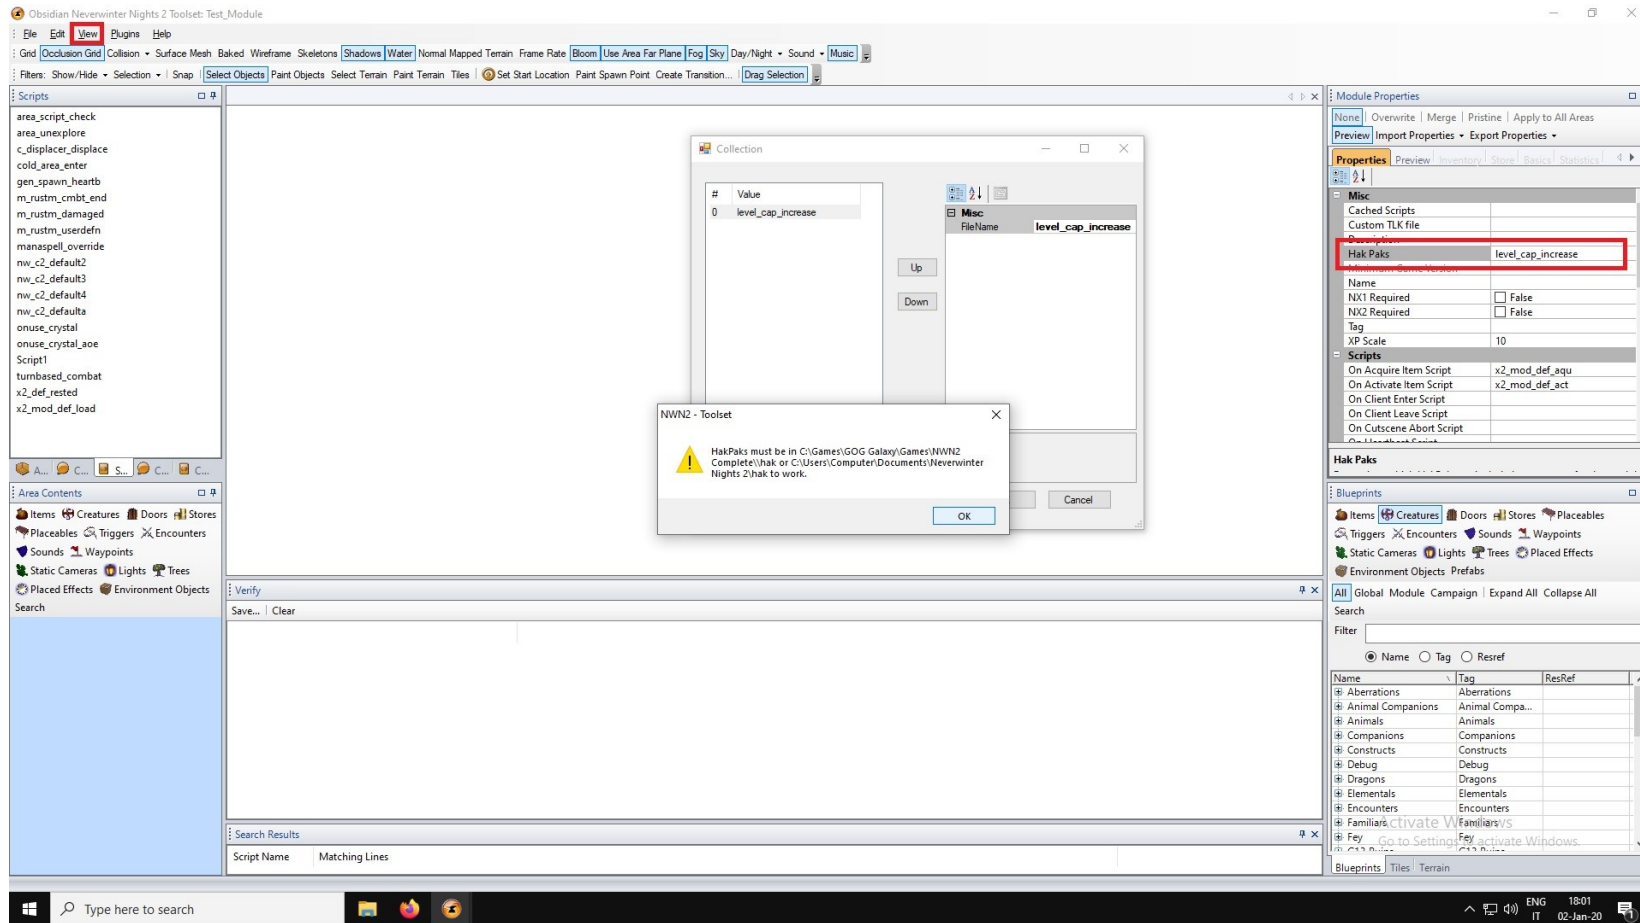 Obsidian Neverwinter Nights 2 Toolset: Test_Module
File Edit View Plugins Help
Grid Occlusion Grid Collision Surface Mesh Baked Wireframe Skeletons Shadows Water Normal Mapped Terrain Frame Rate Bloom Use Area Far Plane Fog Sky Day/Night Sound Music
Filters: Show/Hide Selection Snap Select Objects Paint Objects Select Terrain Paint Terrain Tiles Set Start Location Paint Spawn Point Create Transition... Drag Selection
Scripts
area_script_check
area_unexplore
c_displacer_displace
cold_area_enter
gen_spawn_heartb
m_rustm_cmbt_end
m_rustm_damaged
m_rustm_userdefn
manaspell_override
nw_c2_default2
nw_c2_default3
nw_c2_default4
nw_c2_defaulta
onuse_crystal
onuse_crystal_aoe
Script1
turnbased_combat
x2_def_rested
x2_mod_def_load
A... C... S... C... C...
Area Contents
Items Creatures Doors Stores
Placeables Triggers Encounters
Sounds Waypoints
Static Cameras Lights Trees
Placed Effects Environment Objects
Search
Collection
# Value
0 level_cap_increase
Up
Down
Misc
FileName level_cap_increase
Cancel
NWN2 - Toolset
HakPaks must be in C:\Games\GOG Galaxy\Games\NWN2
Complete\\hak or C:\Users\Computer\Documents\Neverwinter
Nights 2\hak to work.
OK
Verify
Save... Clear
Search Results
Script Name Matching Lines
Module Properties
None Overwrite Merge Pristine Apply to All Areas
Preview Import Properties Export Properties
Properties Preview Inventory Store Basics Statistics
Misc
Cached Scripts
Custom TLK file
Description
Hak Paks level_cap_increase
Minimum Game Version
Name
NX1 Required False
NX2 Required False
Tag
XP Scale 10
Scripts
On Acquire Item Script x2_mod_def_aqu
On Activate Item Script x2_mod_def_act
On Client Enter Script
On Client Leave Script
On Cutscene Abort Script
On Heartbeat Script
Hak Paks
Blueprints
Items Creatures Doors Stores Placeables
Triggers Encounters Sounds Waypoints
Static Cameras Lights Trees Placed Effects
Environment Objects Prefabs
All Global Module Campaign Expand All Collapse All
Search
Filter
Name Tag Resref
Name Tag ResRef
Aberrations Aberrations
Animal Companions Animal Compa...
Animals Animals
Companions Companions
Constructs Constructs
Debug Debug
Dragons Dragons
Elementals Elementals
Encounters Encounters
Familiars Familiars
Fey Fey
Activate Windows
Go to Settings to activate Windows.
Blueprints Tiles Terrain
Type here to search
ENG
IT
18:01
02-Jan-20
1